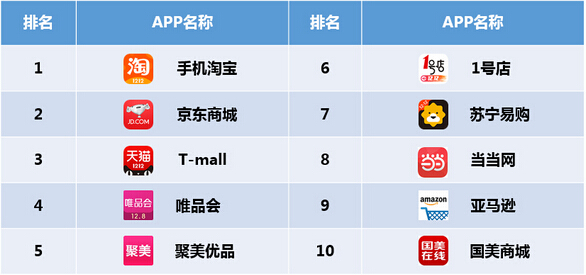 排名 APP名称 排名 APP名称
1 淘 12.12 手机淘宝 6 1号店 1号店
2 JD.COM 京东商城 7 苏宁易购
3 天猫 12.12 T-mall 8 当当 当当网
4 唯品会 12.8 唯品会 9 amazon 亚马逊
5 聚美 聚美优品 10 国美在线 国美商城